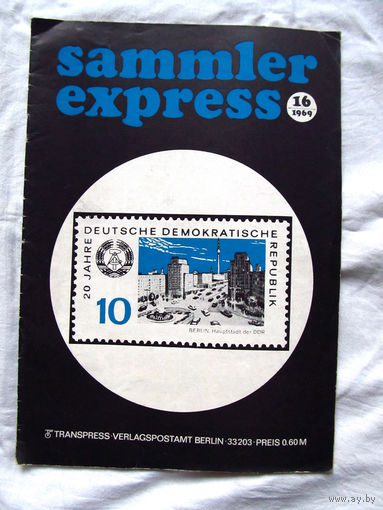 sammler
express
16
1969
20 JAHRE
DEUTSCHE DEMOKRATISCHE
REPUBLIK
10
BERLIN, Hauptstadt der DDR
TRANSPRESS · VERLAGSPOSTAMT BERLIN · 33203 · PREIS 0.60 M
www.ay.by